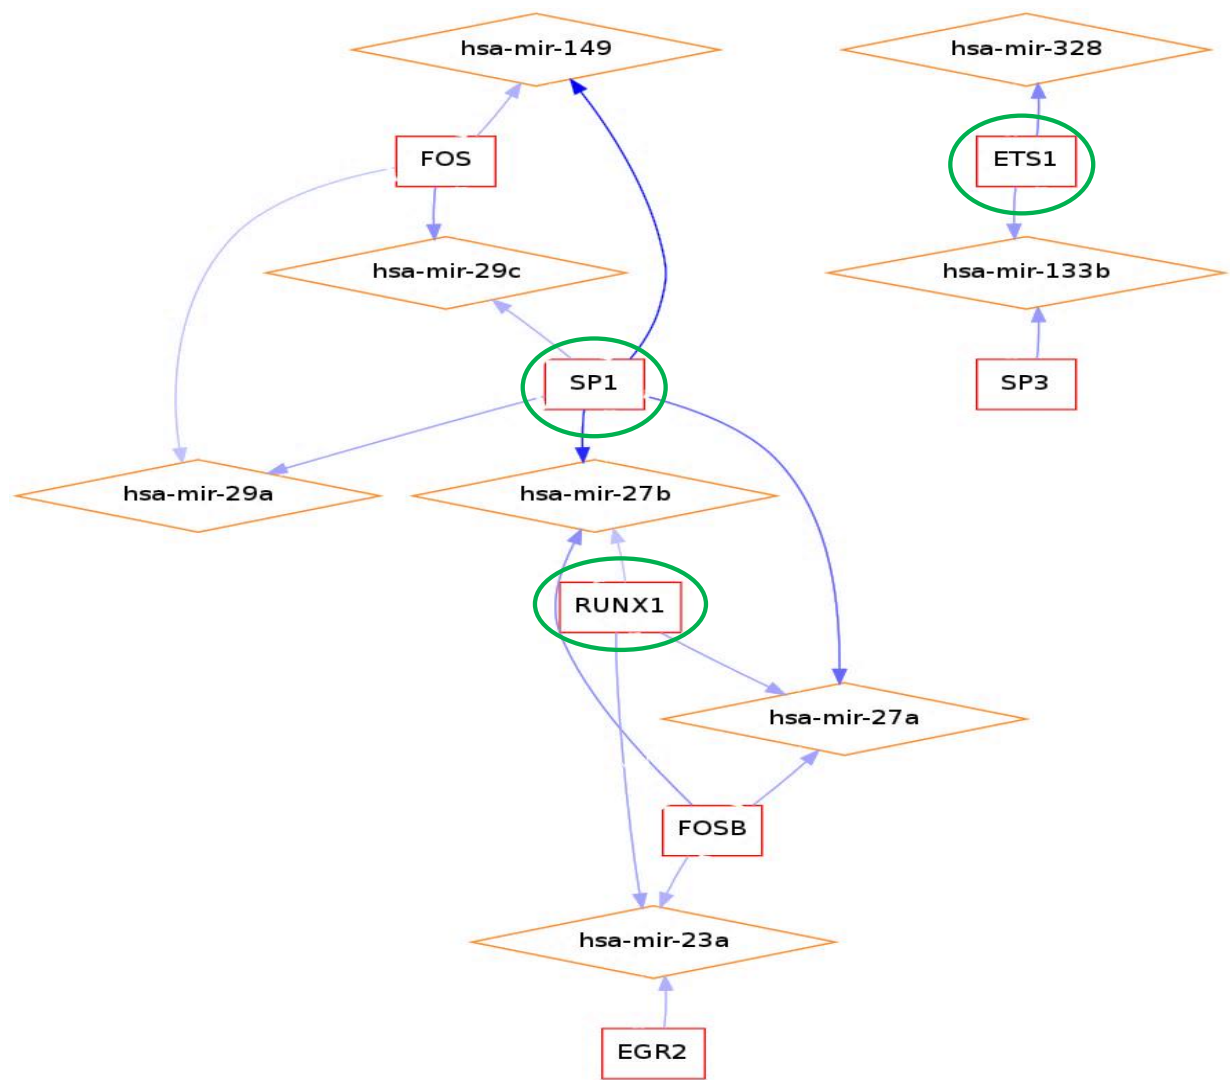 hsa-mir-149
hsa-mir-328
FOS
ETS1
hsa-mir-29c
hsa-mir-133b
SP1
SP3
hsa-mir-29a
hsa-mir-27b
RUNX1
hsa-mir-27a
FOSB
hsa-mir-23a
EGR2